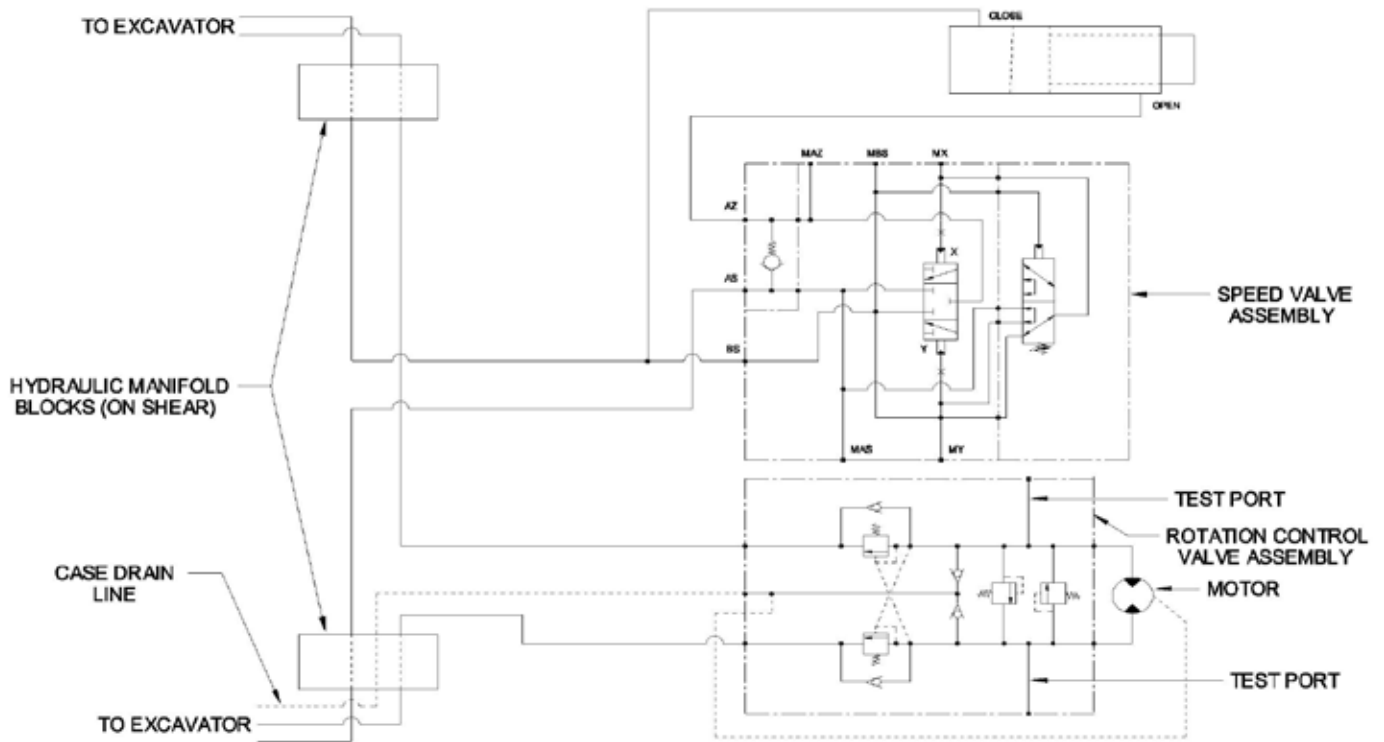 TO EXCAVATOR
CLOSE
OPEN
MAZ
MBS
MX
AZ
X
AS
SPEED VALVE
ASSEMBLY
Y
BS
HYDRAULIC MANIFOLD
BLOCKS (ON SHEAR)
MAS
MY
TEST PORT
ROTATION CONTROL
VALVE ASSEMBLY
CASE DRAIN
LINE
MOTOR
TEST PORT
TO EXCAVATOR